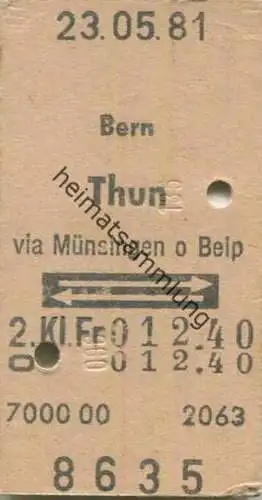 23.05.81
Bern
Thun
via Münsingen o Belp
2.Kl.Fr 012.40
012.40
7000 00 2063
8635
heimatsammlung.de